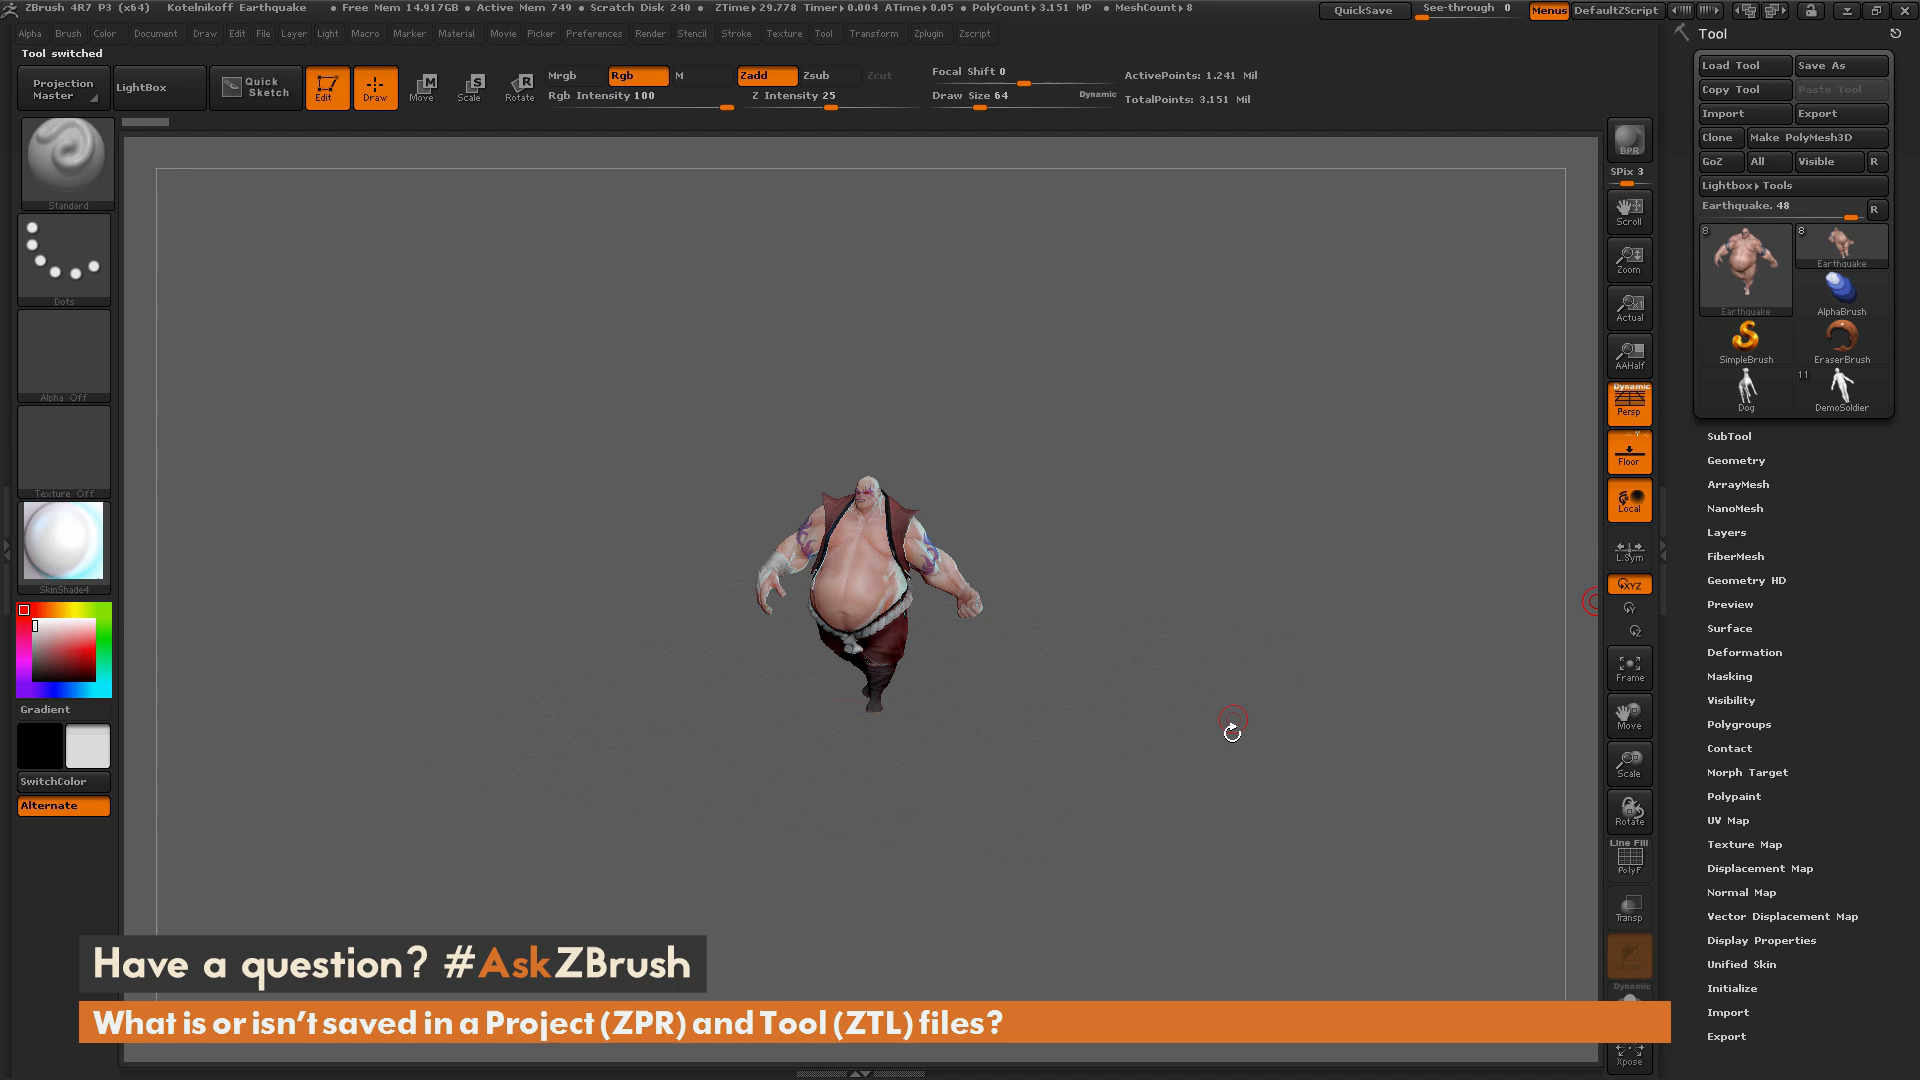 ZBrush 4R7 P3 (x64) Kotelnikoff Earthquake • Free Mem 14.917GB • Active Mem 749 • Scratch Disk 240 • ZTime▸29.778 Timer▸0.004 ATime▸0.05 • PolyCount▸3.151 MP • MeshCount▸8 QuickSave See-through 0 Menus DefaultZScript
Alpha Brush Color Document Draw Edit File Layer Light Macro Marker Material Movie Picker Preferences Render Stencil Stroke Texture Tool Transform Zplugin Zscript
Tool switched
Projection Master
LightBox
Quick Sketch
Edit
Draw
Move
Scale
Rotate
Mrgb Rgb M
Rgb Intensity 100
Zadd Zsub Zcut
Z Intensity 25
Focal Shift 0
Draw Size 64
Dynamic
ActivePoints: 1.241 Mil
TotalPoints: 3.151 Mil
Standard
Dots
Alpha Off
Texture Off
SkinShade4
Gradient
SwitchColor
Alternate
BPR
SPix 3
Scroll
Zoom
Actual
AAHalf
Dynamic
Persp
Floor
Local
L.Sym
XYZ
Y
Z
Frame
Move
Scale
Rotate
Line Fill
PolyF
Transp
Dynamic
Xpose
Tool
Load Tool Save As
Copy Tool Paste Tool
Import Export
Clone Make PolyMesh3D
GoZ All Visible R
Lightbox▸Tools
Earthquake. 48 R
8 Earthquake
8 Earthquake
AlphaBrush
SimpleBrush
EraserBrush
Dog
11 DemoSoldier
SubTool
Geometry
ArrayMesh
NanoMesh
Layers
FiberMesh
Geometry HD
Preview
Surface
Deformation
Masking
Visibility
Polygroups
Contact
Morph Target
Polypaint
UV Map
Texture Map
Displacement Map
Normal Map
Vector Displacement Map
Display Properties
Unified Skin
Initialize
Import
Export
Have a question? #AskZBrush
What is or isn't saved in a Project (ZPR) and Tool (ZTL) files?